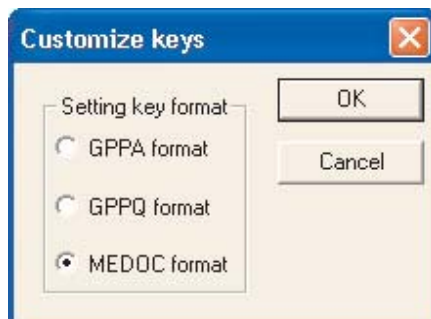 Customize keys
Setting key format
GPPA format
GPPQ format
MEDOC format
OK
Cancel